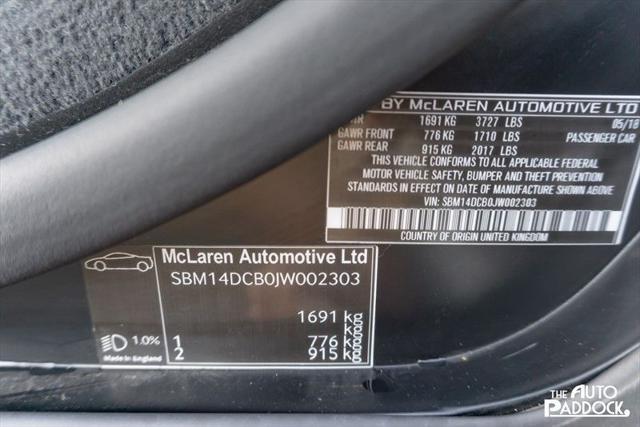 BY McLAREN AUTOMOTIVE LTD
1691 KG 3727 LBS 05/18
GAWR FRONT 776 KG 1710 LBS PASSENGER CAR
GAWR REAR 915 KG 2017 LBS
THIS VEHICLE CONFORMS TO ALL APPLICABLE FEDERAL
MOTOR VEHICLE SAFETY, BUMPER AND THEFT PREVENTION
STANDARDS IN EFFECT ON DATE OF MANUFACTURE SHOWN ABOVE
VIN: SBM14DCB0JW002303
COUNTRY OF ORIGIN UNITED KINGDOM
McLaren Automotive Ltd
SBM14DCB0JW002303
1691 kg
kg
1.0% 1 776 kg
Made in England 2 915 kg
THE AUTO
PADDOCK